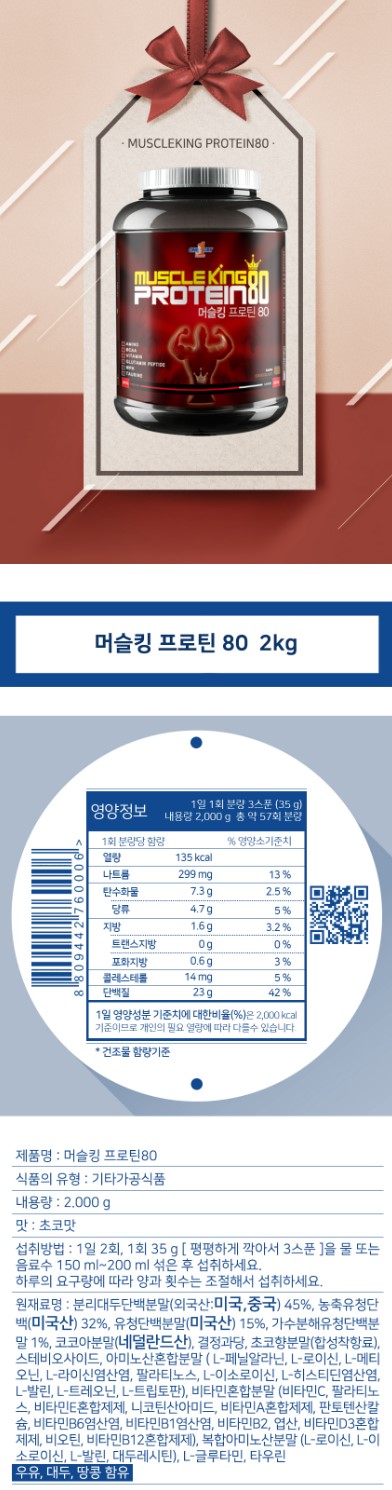 · MUSCLEKING PROTEIN80 ·
MUSCLE KING 80
PROTEIN
머슬킹 프로틴 80
AMINO
BCAA
VITAMIN
GLUTAMIN PEPTIDE
WPH
TAURINE
머슬킹 프로틴 80 2kg
영양정보
1일 1회 분량 3스푼 (35 g)
내용량 2,000 g 총 약 57회 분량
1회 분량당 함량 % 영양소기준치
열량 135 kcal
나트륨 299 mg 13 %
탄수화물 7.3 g 2.5 %
당류 4.7 g 5 %
지방 1.6 g 3.2 %
트랜스지방 0 g 0 %
포화지방 0.6 g 3 %
콜레스테롤 14 mg 5 %
단백질 23 g 42 %
1일 영양성분 기준치에 대한비율(%)은 2,000 kcal
기준이므로 개인의 필요 열량에 따라 다를수 있습니다.
* 건조물 함량기준
8 809442 760006 >
제품명 : 머슬킹 프로틴80
식품의 유형 : 기타가공식품
내용량 : 2.000 g
맛 : 초코맛
섭취방법 : 1일 2회, 1회 35 g [ 평평하게 깍아서 3스푼 ]을 물 또는
음료수 150 ml~200 ml 섞은 후 섭취하세요.
하루의 요구량에 따라 양과 횟수는 조절해서 섭취하세요.
원재료명 : 분리대두단백분말(외국산:미국,중국) 45%, 농축유청단
백(미국산) 32%, 유청단백분말(미국산) 15%, 가수분해유청단백분
말 1%, 코코아분말(네덜란드산), 결정과당, 초코향분말(합성착향료),
스테비오사이드, 아미노산혼합분말 ( L-페닐알라닌, L-로이신, L-메티
오닌, L-라이신염산염, 팔라티노스, L-이소로이신, L-히스티딘염산염,
L-발린, L-트레오닌, L-트립토판), 비타민혼합분말 (비타민C, 팔라티노
스, 비타민E혼합제제, 니코틴산아미드, 비타민A혼합제제, 판토텐산칼
슘, 비타민B6염산염, 비타민B1염산염, 비타민B2, 엽산, 비타민D3혼합
제제, 비오틴, 비타민B12혼합제제), 복합아미노산분말 (L-로이신, L-이
소로이신, L-발린, 대두레시틴), L-글루타민, 타우린
우유, 대두, 땅콩 함유